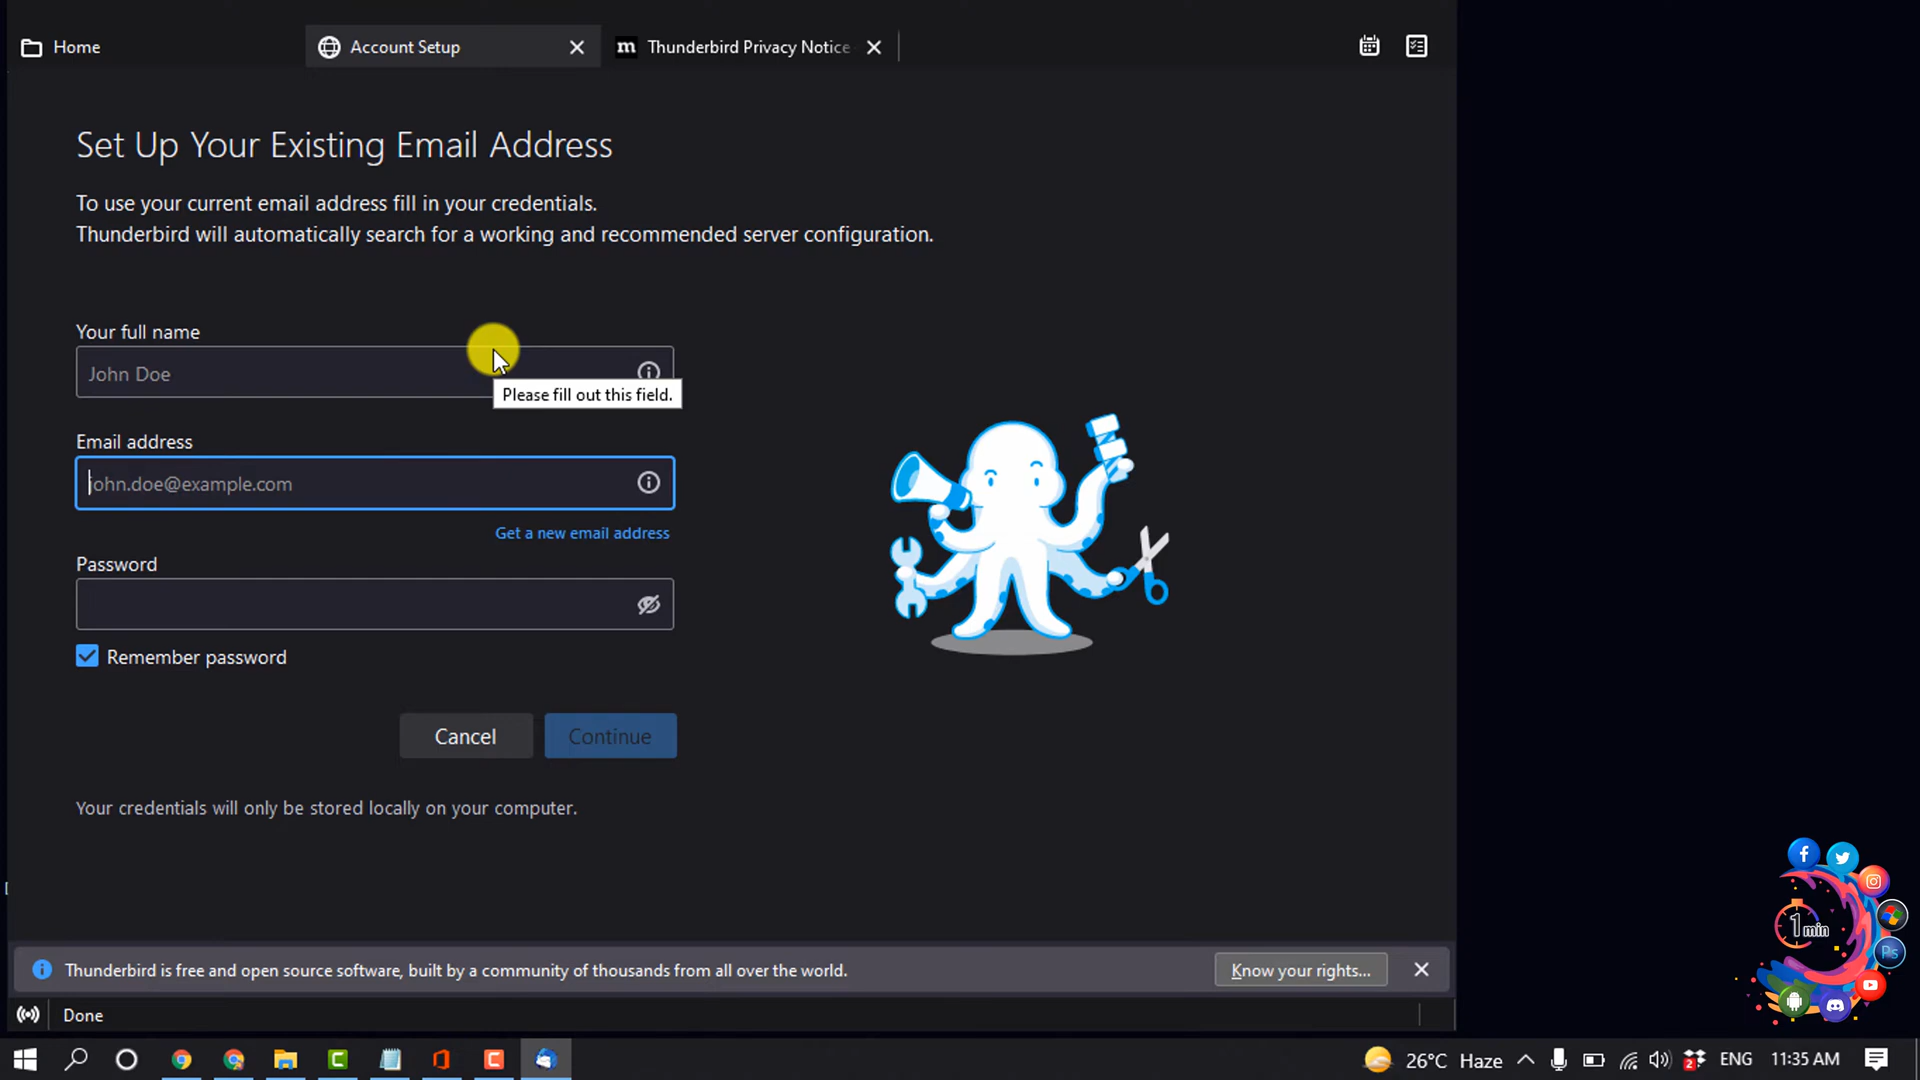 Home
Account Setup
m Thunderbird Privacy Notice
Set Up Your Existing Email Address
To use your current email address fill in your credentials.
Thunderbird will automatically search for a working and recommended server configuration.
Your full name
John Doe
Please fill out this field.
Email address
john.doe@example.com
Get a new email address
Password
Remember password
Cancel
Continue
Your credentials will only be stored locally on your computer.
1 min
Ps
Thunderbird is free and open source software, built by a community of thousands from all over the world.
Know your rights...
Done
26°C Haze
2
ENG
11:35 AM